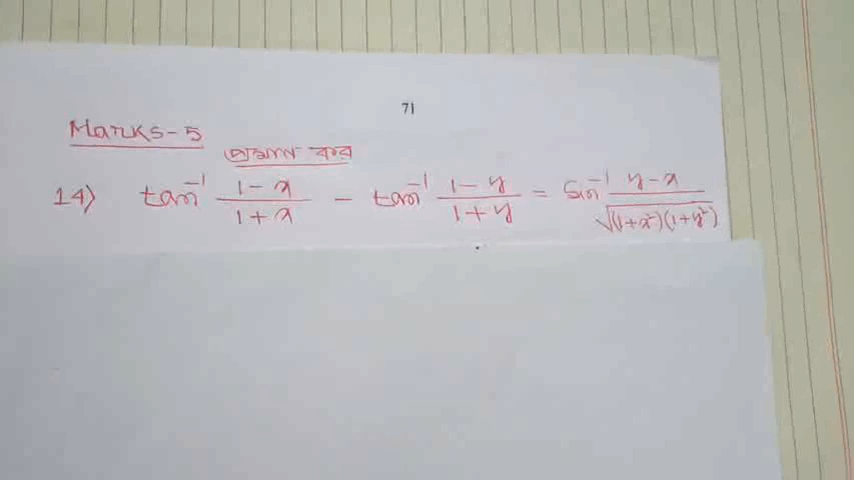 71
Marks-5
প্রমাণ কর
14) tan⁻¹ (1-x)/(1+x) - tan⁻¹ (1-y)/(1+y) = Sin⁻¹ (y-x)/√((1+x²)(1+y²))